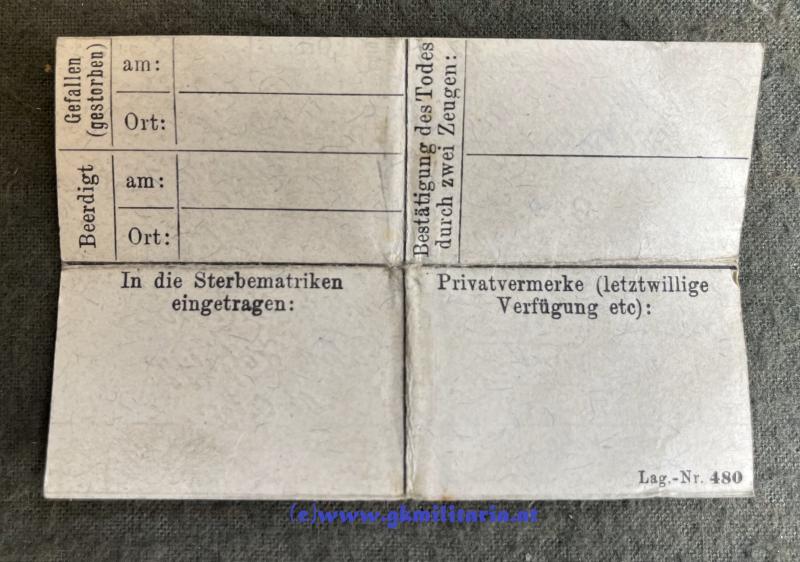 Gefallen
(gestorben)
am:
Ort:
Beerdigt
am:
Ort:
Bestätigung des Todes
durch zwei Zeugen:
In die Sterbematriken
eingetragen:
Privatvermerke (letztwillige
Verfügung etc):
Lag.-Nr. 480
(c)www.gkmilitaria.at